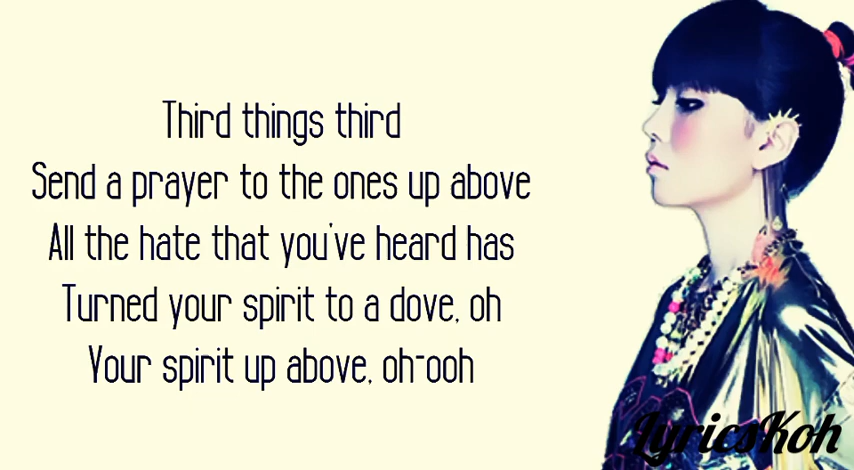 Third things third
Send a prayer to the ones up above
All the hate that you've heard has
Turned your spirit to a dove, oh
Your spirit up above, oh-ooh
LyricsKoh